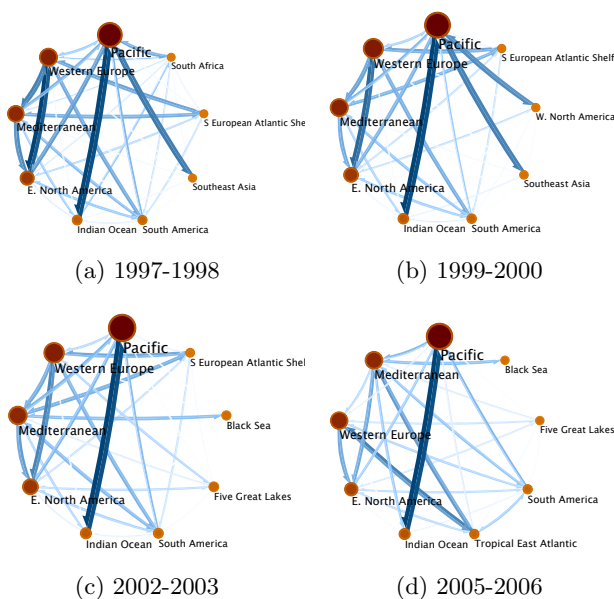 Pacific
South Africa
Western Europe
Mediterranean
S European Atlantic She
E. North America
Southeast Asia
Indian Ocean
South America
(a) 1997-1998
Pacific
S European Atlantic Shelf
Western Europe
Mediterranean
W. North America
E. North America
Southeast Asia
Indian Ocean
South America
(b) 1999-2000
Pacific
S European Atlantic Shel
Western Europe
Mediterranean
Black Sea
E. North America
Five Great Lakes
Indian Ocean
South America
(c) 2002-2003
Pacific
Black Sea
Mediterranean
Western Europe
Five Great Lakes
E. North America
South America
Indian Ocean
Tropical East Atlantic
(d) 2005-2006